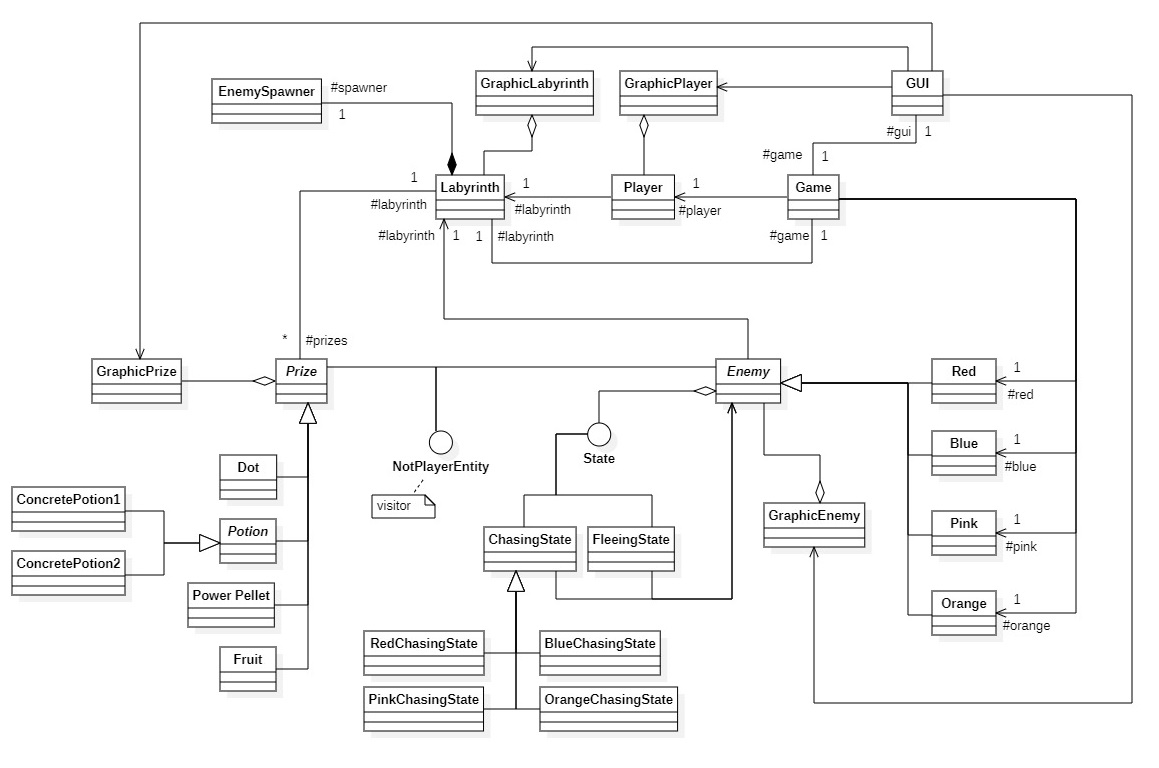 GraphicLabyrinth
GraphicPlayer
GUI
EnemySpawner
#spawner
1
#gui
1
#game
1
1
#labyrinth
Labyrinth
1
#labyrinth
Player
1
#player
Game
#labyrinth
1
1
#labyrinth
#game
1
*
#prizes
GraphicPrize
Prize
Enemy
Red
1
#red
Blue
1
#blue
State
NotPlayerEntity
visitor
Dot
ConcretePotion1
Potion
ConcretePotion2
Power Pellet
Fruit
GraphicEnemy
Pink
1
#pink
ChasingState
FleeingState
Orange
1
#orange
RedChasingState
BlueChasingState
PinkChasingState
OrangeChasingState